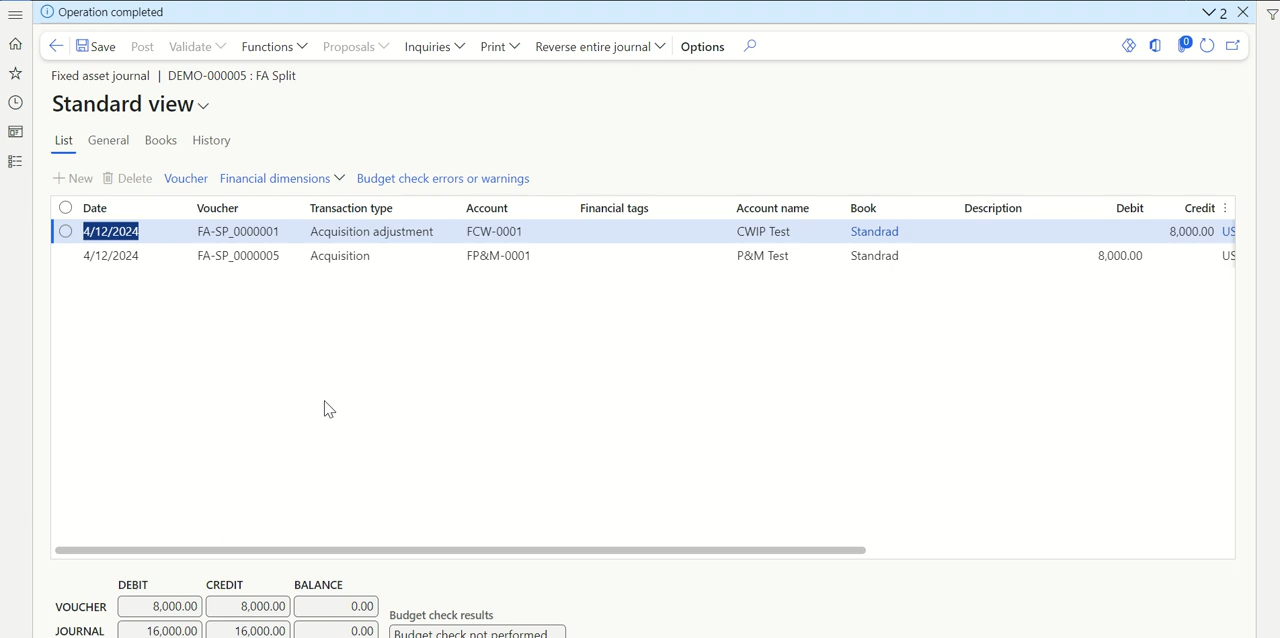 Operation completed 2
Save Post Validate Functions Proposals Inquiries Print Reverse entire journal Options 0
Fixed asset journal | DEMO-000005 : FA Split
Standard view
List General Books History
New Delete Voucher Financial dimensions Budget check errors or warnings
Date Voucher Transaction type Account Financial tags Account name Book Description Debit Credit
4/12/2024 FA-SP_0000001 Acquisition adjustment FCW-0001 CWIP Test Standrad 8,000.00 US
4/12/2024 FA-SP_0000005 Acquisition FP&M-0001 P&M Test Standrad 8,000.00 US
DEBIT CREDIT BALANCE
VOUCHER 8,000.00 8,000.00 0.00
Budget check results
JOURNAL 16,000.00 16,000.00 0.00
Budget check not performed